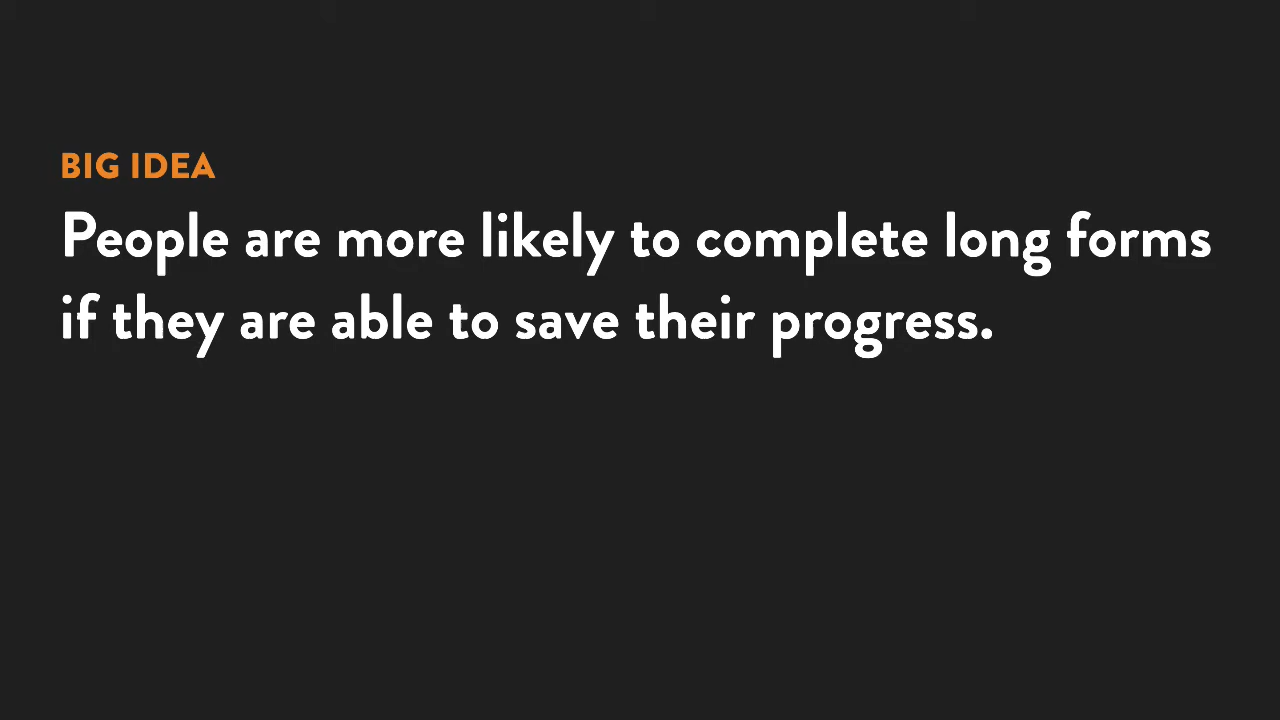 BIG IDEA
People are more likely to complete long forms
if they are able to save their progress.